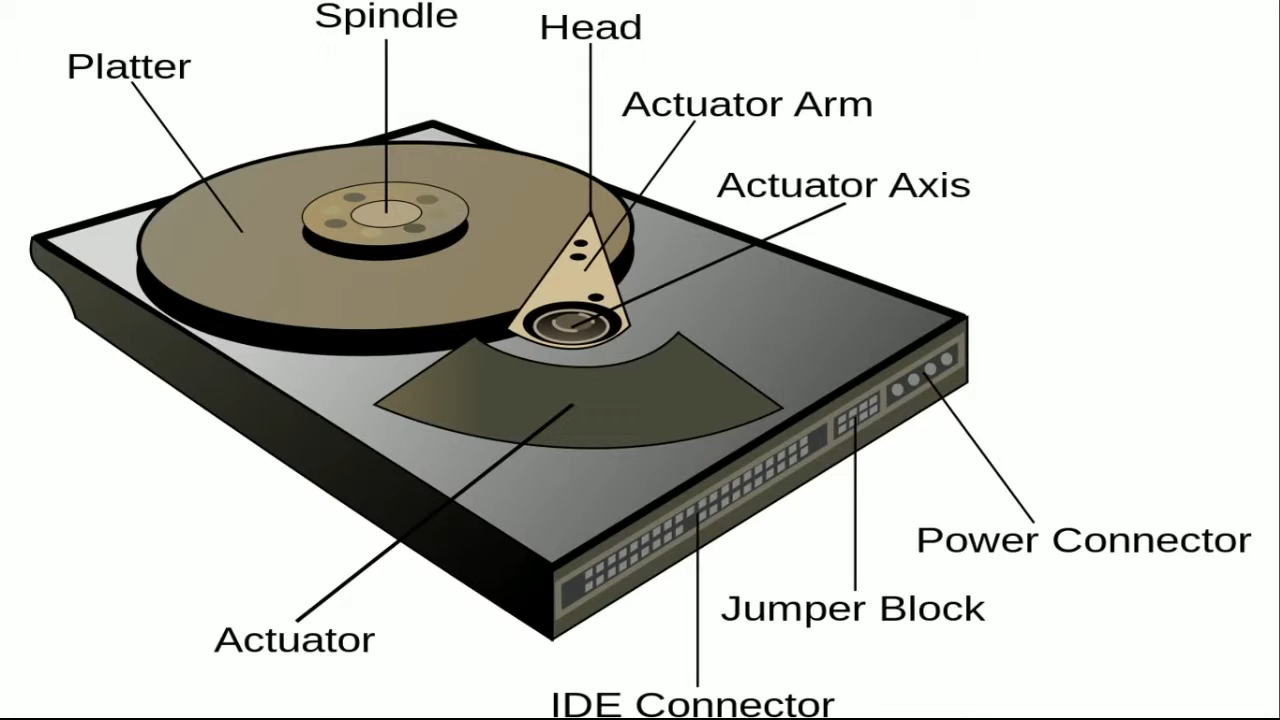 Spindle
Head
Platter
Actuator Arm
Actuator Axis
Power Connector
Jumper Block
Actuator
IDE Connector